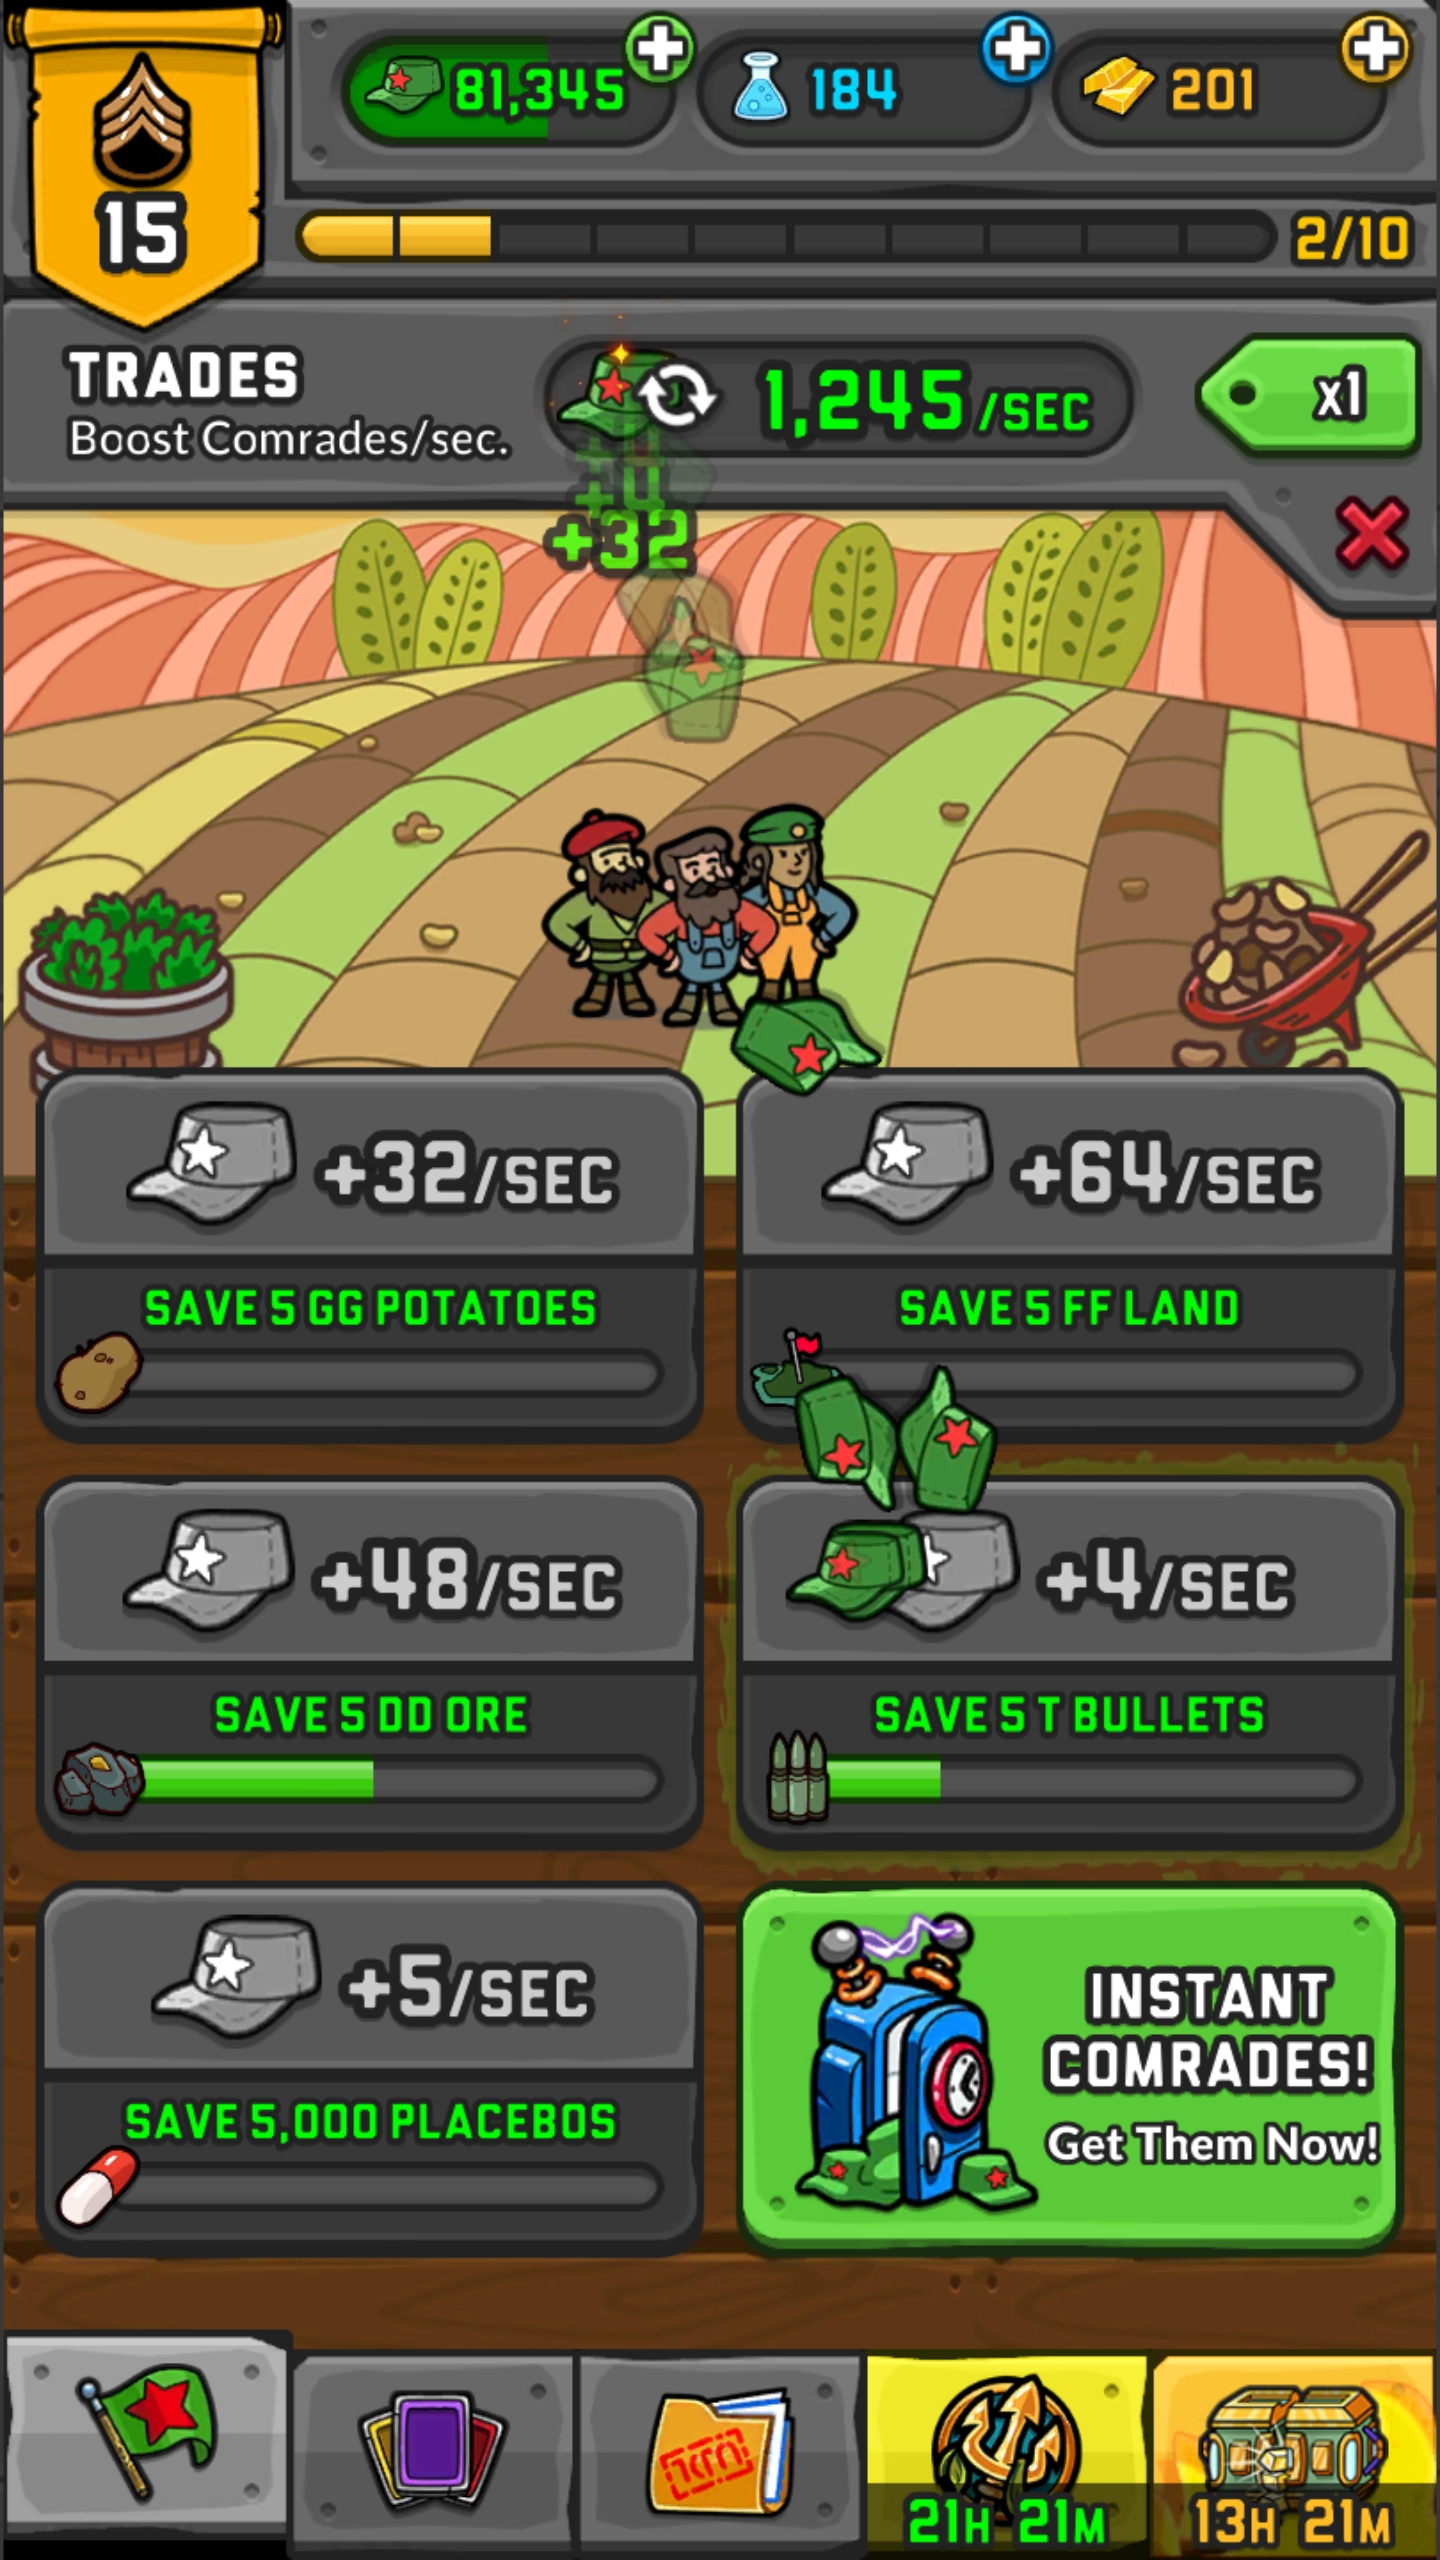 81,345
184
201
15
2/10
TRADES
Boost Comrades/sec.
1,245 /SEC
x1
+4
+32
+32/SEC
SAVE 5 GG POTATOES
+64/SEC
SAVE 5 FF LAND
+48/SEC
SAVE 5 DD ORE
+4/SEC
SAVE 5 T BULLETS
+5/SEC
SAVE 5,000 PLACEBOS
INSTANT
COMRADES!
Get Them Now!
21H 21M
13H 21M